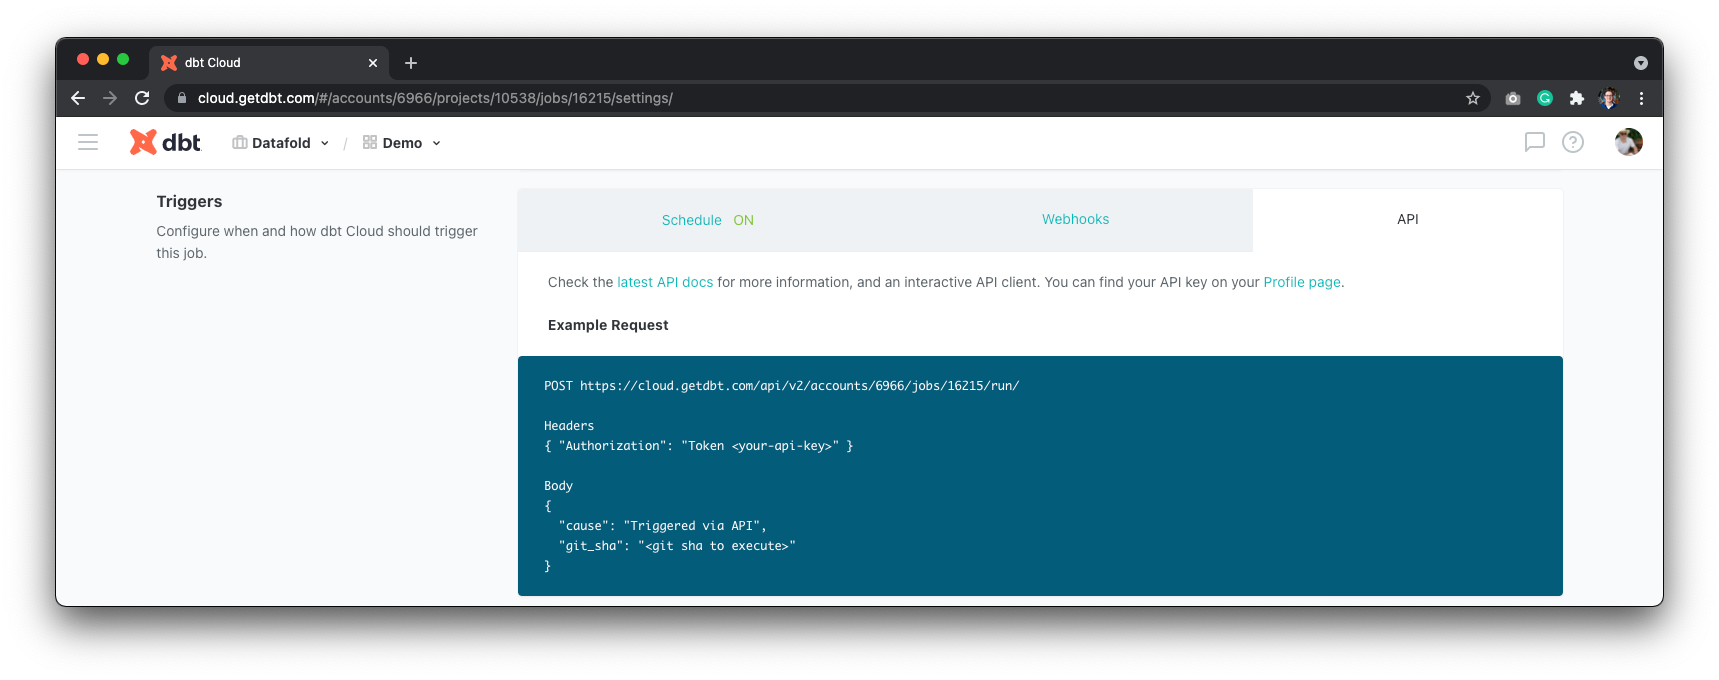 dbt Cloud
cloud.getdbt.com/#/accounts/6966/projects/10538/jobs/16215/settings/
dbt Datafold / Demo
Triggers
Configure when and how dbt Cloud should trigger
this job.
Schedule ON Webhooks API
Check the latest API docs for more information, and an interactive API client. You can find your API key on your Profile page.
Example Request
POST https://cloud.getdbt.com/api/v2/accounts/6966/jobs/16215/run/
Headers
{ "Authorization": "Token <your-api-key>" }
Body
{
"cause": "Triggered via API",
"git_sha": "<git sha to execute>"
}